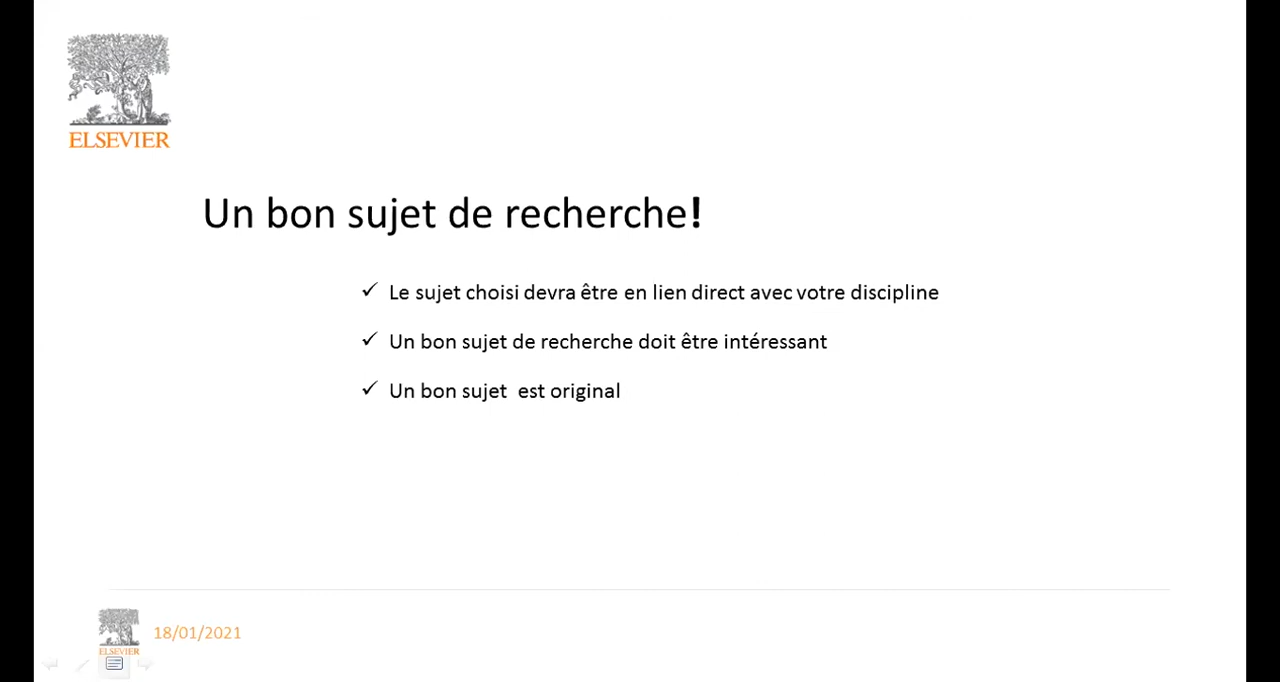 ELSEVIER
Un bon sujet de recherche!
✓ Le sujet choisi devra être en lien direct avec votre discipline
✓ Un bon sujet de recherche doit être intéressant
✓ Un bon sujet  est original
ELSEVIER
18/01/2021